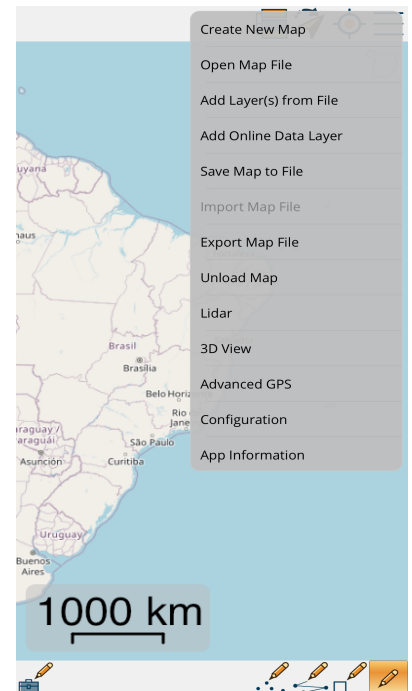 Create New Map
Open Map File
Add Layer(s) from File
Add Online Data Layer
Save Map to File
Import Map File
Export Map File
Unload Map
Lidar
3D View
Advanced GPS
Configuration
App Information
uyana
naus
Brasil
Brasília
Belo Horiz
Rio
Jane
araguay /
araguái
São Paulo
Asunción
Curitiba
Uruguay
Buenos
Aires
1000 km